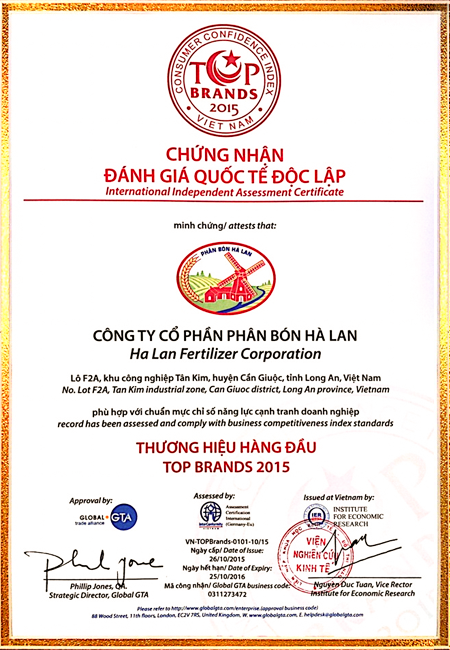 CONSUMER CONFIDENCE INDEX
TOP
BRANDS
2015
• VIET NAM •
CHỨNG NHẬN
ĐÁNH GIÁ QUỐC TẾ ĐỘC LẬP
International Independent Assessment Certificate
minh chứng/ attests that:
PHÂN BÓN HÀ LAN
CÔNG TY CỔ PHẦN PHÂN BÓN HÀ LAN
Ha Lan Fertilizer Corporation
Lô F2A, khu công nghiệp Tân Kim, huyện Cần Giuộc, tỉnh Long An, Việt Nam
No. Lot F2A, Tan Kim industrial zone, Can Giuoc district, Long An province, Vietnam
phù hợp với chuẩn mực chỉ số năng lực cạnh tranh doanh nghiệp
record has been assessed and comply with business competitiveness index standards
THƯƠNG HIỆU HÀNG ĐẦU
TOP BRANDS 2015
Approval by:
GLOBAL
trade alliance
GTA
Assessed by:
InterConformity
Assessment
Certification
International
(Germany-Eu)
Issued at Vietnam by:
IER
INSTITUTE
FOR ECONOMIC
RESEARCH
VN-TOPBrands-0101-10/15
Ngày cấp/ Date of Issue:
26/10/2015
Ngày hết hạn/ Date of Expiry:
25/10/2016
Mã công nhận/ Global GTA business code:
0311273472
VIỆN
NGHIÊN CỨU
KINH TẾ
Phillip Jones, QA.
Strategic Director, Global GTA
Nguyen Duc Tuan, Vice Rector
Institute for Economic Research
Please refer to http://www.globalgta.com/enterprise.(approval business code)
88 Wood Street, 11th floors, London, EC2V 7RS, United Kingdom, W. www.globalgta.com, E. helpdesk@globalgta.org